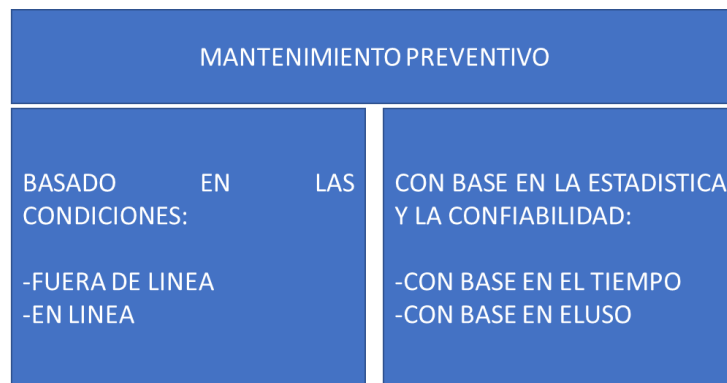 MANTENIMIENTO PREVENTIVO
BASADO EN LAS
CONDICIONES:
-FUERA DE LINEA
-EN LINEA
CON BASE EN LA ESTADISTICA
Y LA CONFIABILIDAD:
-CON BASE EN EL TIEMPO
-CON BASE EN ELUSO